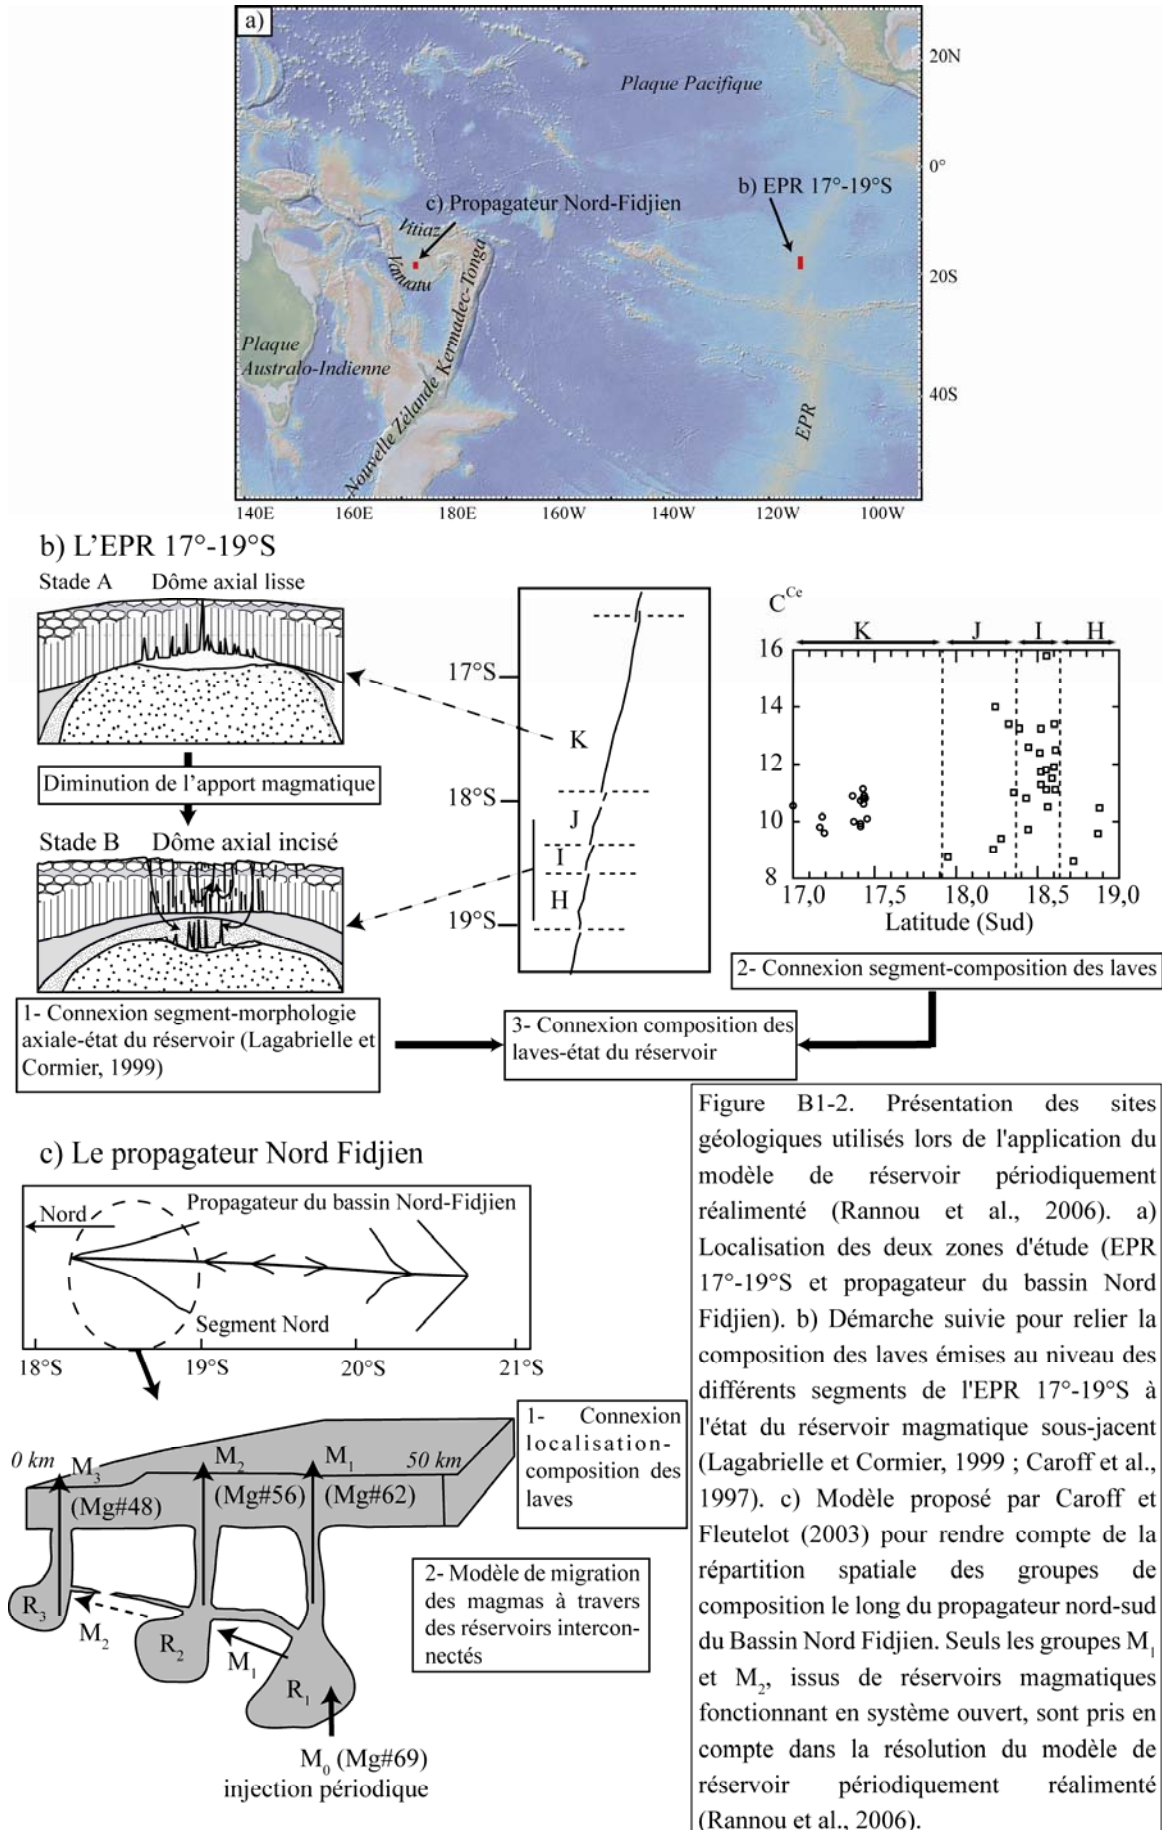 a)
Plaque Pacifique
20N
0°
20S
40S
b) EPR 17°-19°S
c) Propagateur Nord-Fidjien
Vitiaz
Vanuatu
Nouvelle Zélande Kermadec-Tonga
Plaque
Australo-Indienne
EPR
140E 160E 180E 160W 140W 120W 100W
b) L'EPR 17°-19°S
Stade A Dôme axial lisse
Diminution de l'apport magmatique
Stade B Dôme axial incisé
1- Connexion segment-morphologie
axiale-état du réservoir (Lagabrielle et
Cormier, 1999)
17°S
K
18°S
J
I
H
19°S
3- Connexion composition des
laves-état du réservoir
C^Ce
K J I H
16
14
12
10
8
17,0 17,5 18,0 18,5 19,0
Latitude (Sud)
2- Connexion segment-composition des laves
c) Le propagateur Nord Fidjien
Propagateur du bassin Nord-Fidjien
Nord
Segment Nord
18°S 19°S 20°S 21°S
0 km M₃ M₂ M₁ 50 km
(Mg#48) (Mg#56) (Mg#62)
R₃
M₂
R₂
M₁
R₁
M₀ (Mg#69)
injection périodique
1- Connexion
localisation-
composition des
laves
2- Modèle de migration
des magmas à travers
des réservoirs intercon-
nectés
Figure B1-2. Présentation des sites
géologiques utilisés lors de l'application du
modèle de réservoir périodiquement
réalimenté (Rannou et al., 2006). a)
Localisation des deux zones d'étude (EPR
17°-19°S et propagateur du bassin Nord
Fidjien). b) Démarche suivie pour relier la
composition des laves émises au niveau des
différents segments de l'EPR 17°-19°S à
l'état du réservoir magmatique sous-jacent
(Lagabrielle et Cormier, 1999 ; Caroff et al.,
1997). c) Modèle proposé par Caroff et
Fleutelot (2003) pour rendre compte de la
répartition spatiale des groupes de
composition le long du propagateur nord-sud
du Bassin Nord Fidjien. Seuls les groupes M₁
et M₂, issus de réservoirs magmatiques
fonctionnant en système ouvert, sont pris en
compte dans la résolution du modèle de
réservoir périodiquement réalimenté
(Rannou et al., 2006).